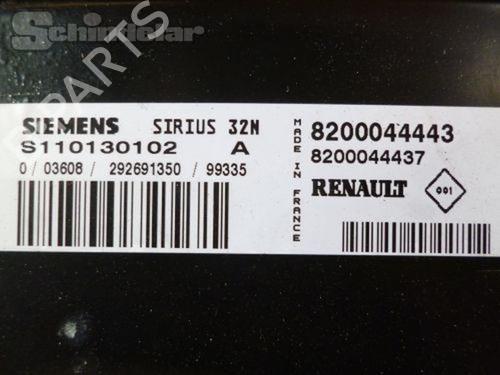 Schindelar
PARTS
SIEMENS SIRIUS 32N
S110130102 A
0 / 03608 / 292691350 / 99335
MADE IN FRANCE
8200044443
8200044437
RENAULT 001